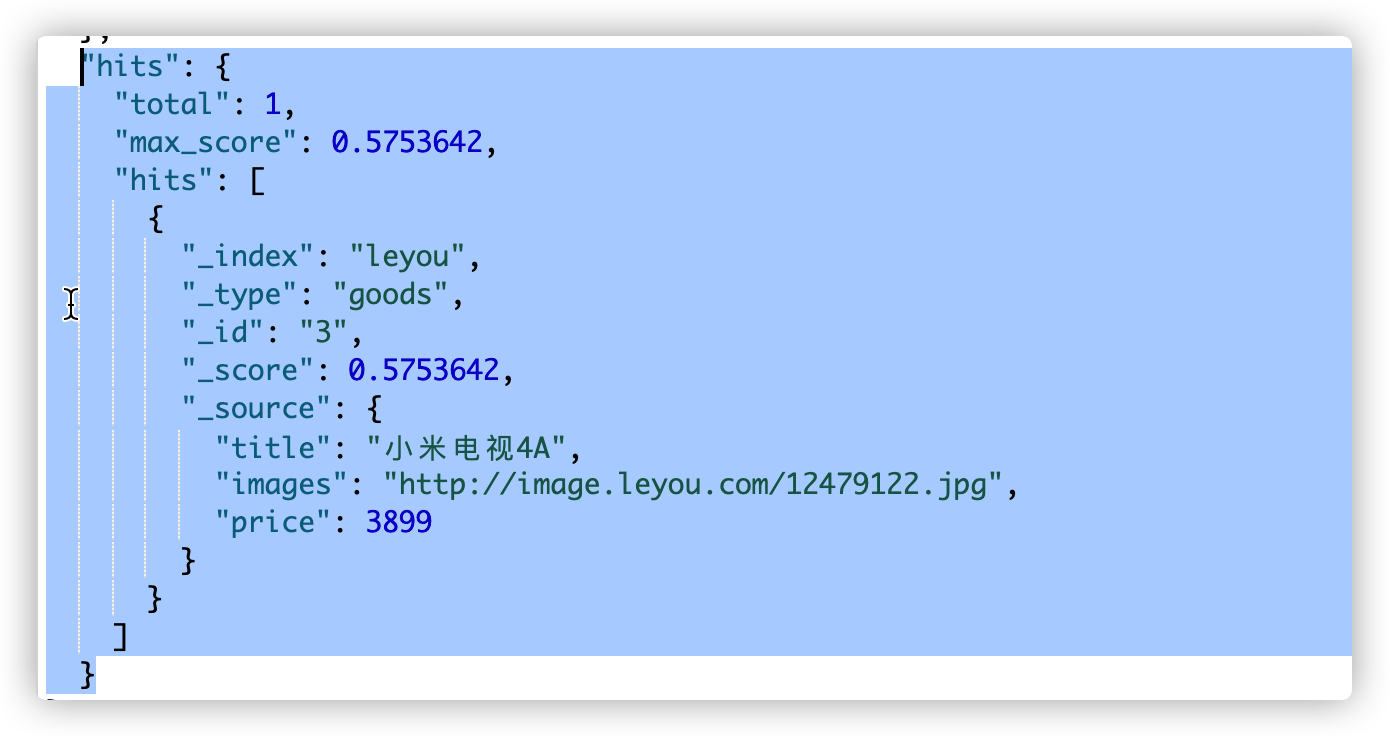 },
"hits": {
"total": 1,
"max_score": 0.5753642,
"hits": [
{
"_index": "leyou",
"_type": "goods",
"_id": "3",
"_score": 0.5753642,
"_source": {
"title": "小米电视4A",
"images": "http://image.leyou.com/12479122.jpg",
"price": 3899
}
}
]
}